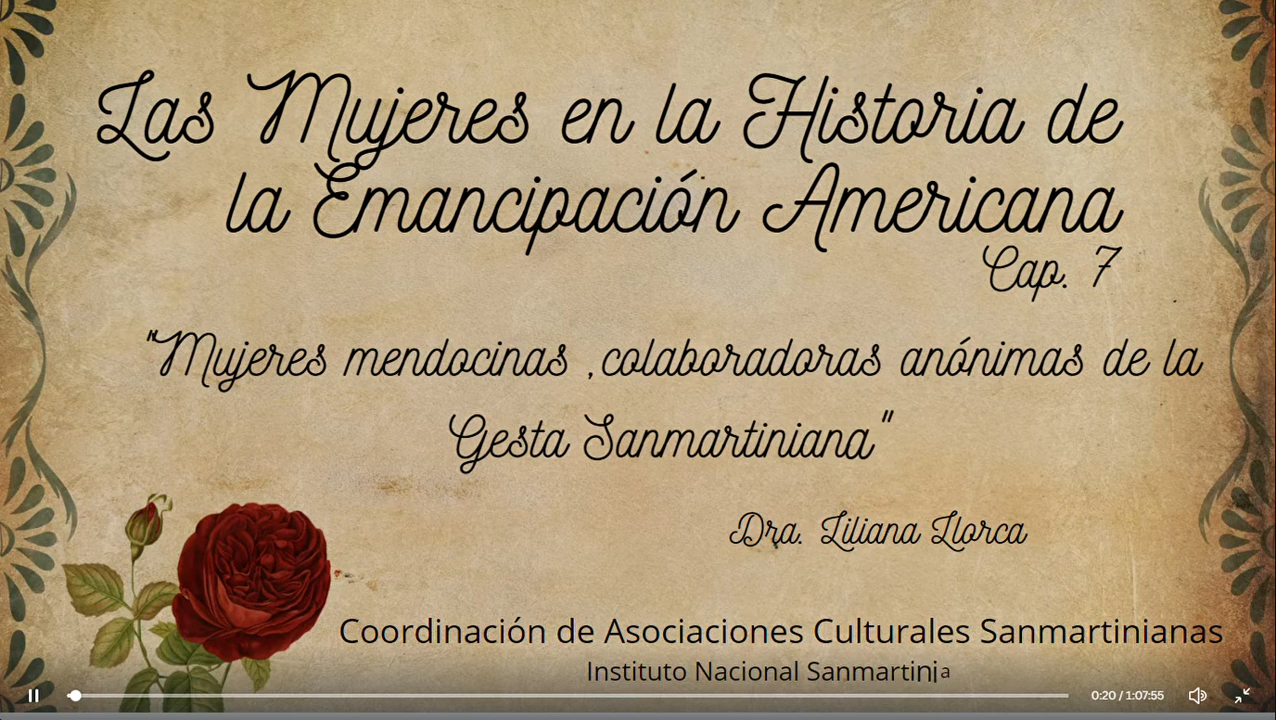 Las Mujeres en la Historia de
la Emancipación Americana
Cap. 7
"Mujeres mendocinas ,colaboradoras anónimas de la
Gesta Sanmartiniana"
Dra. Liliana Llorca
Coordinación de Asociaciones Culturales Sanmartinianas
Instituto Nacional Sanmartinia
0:20 / 1:07:55